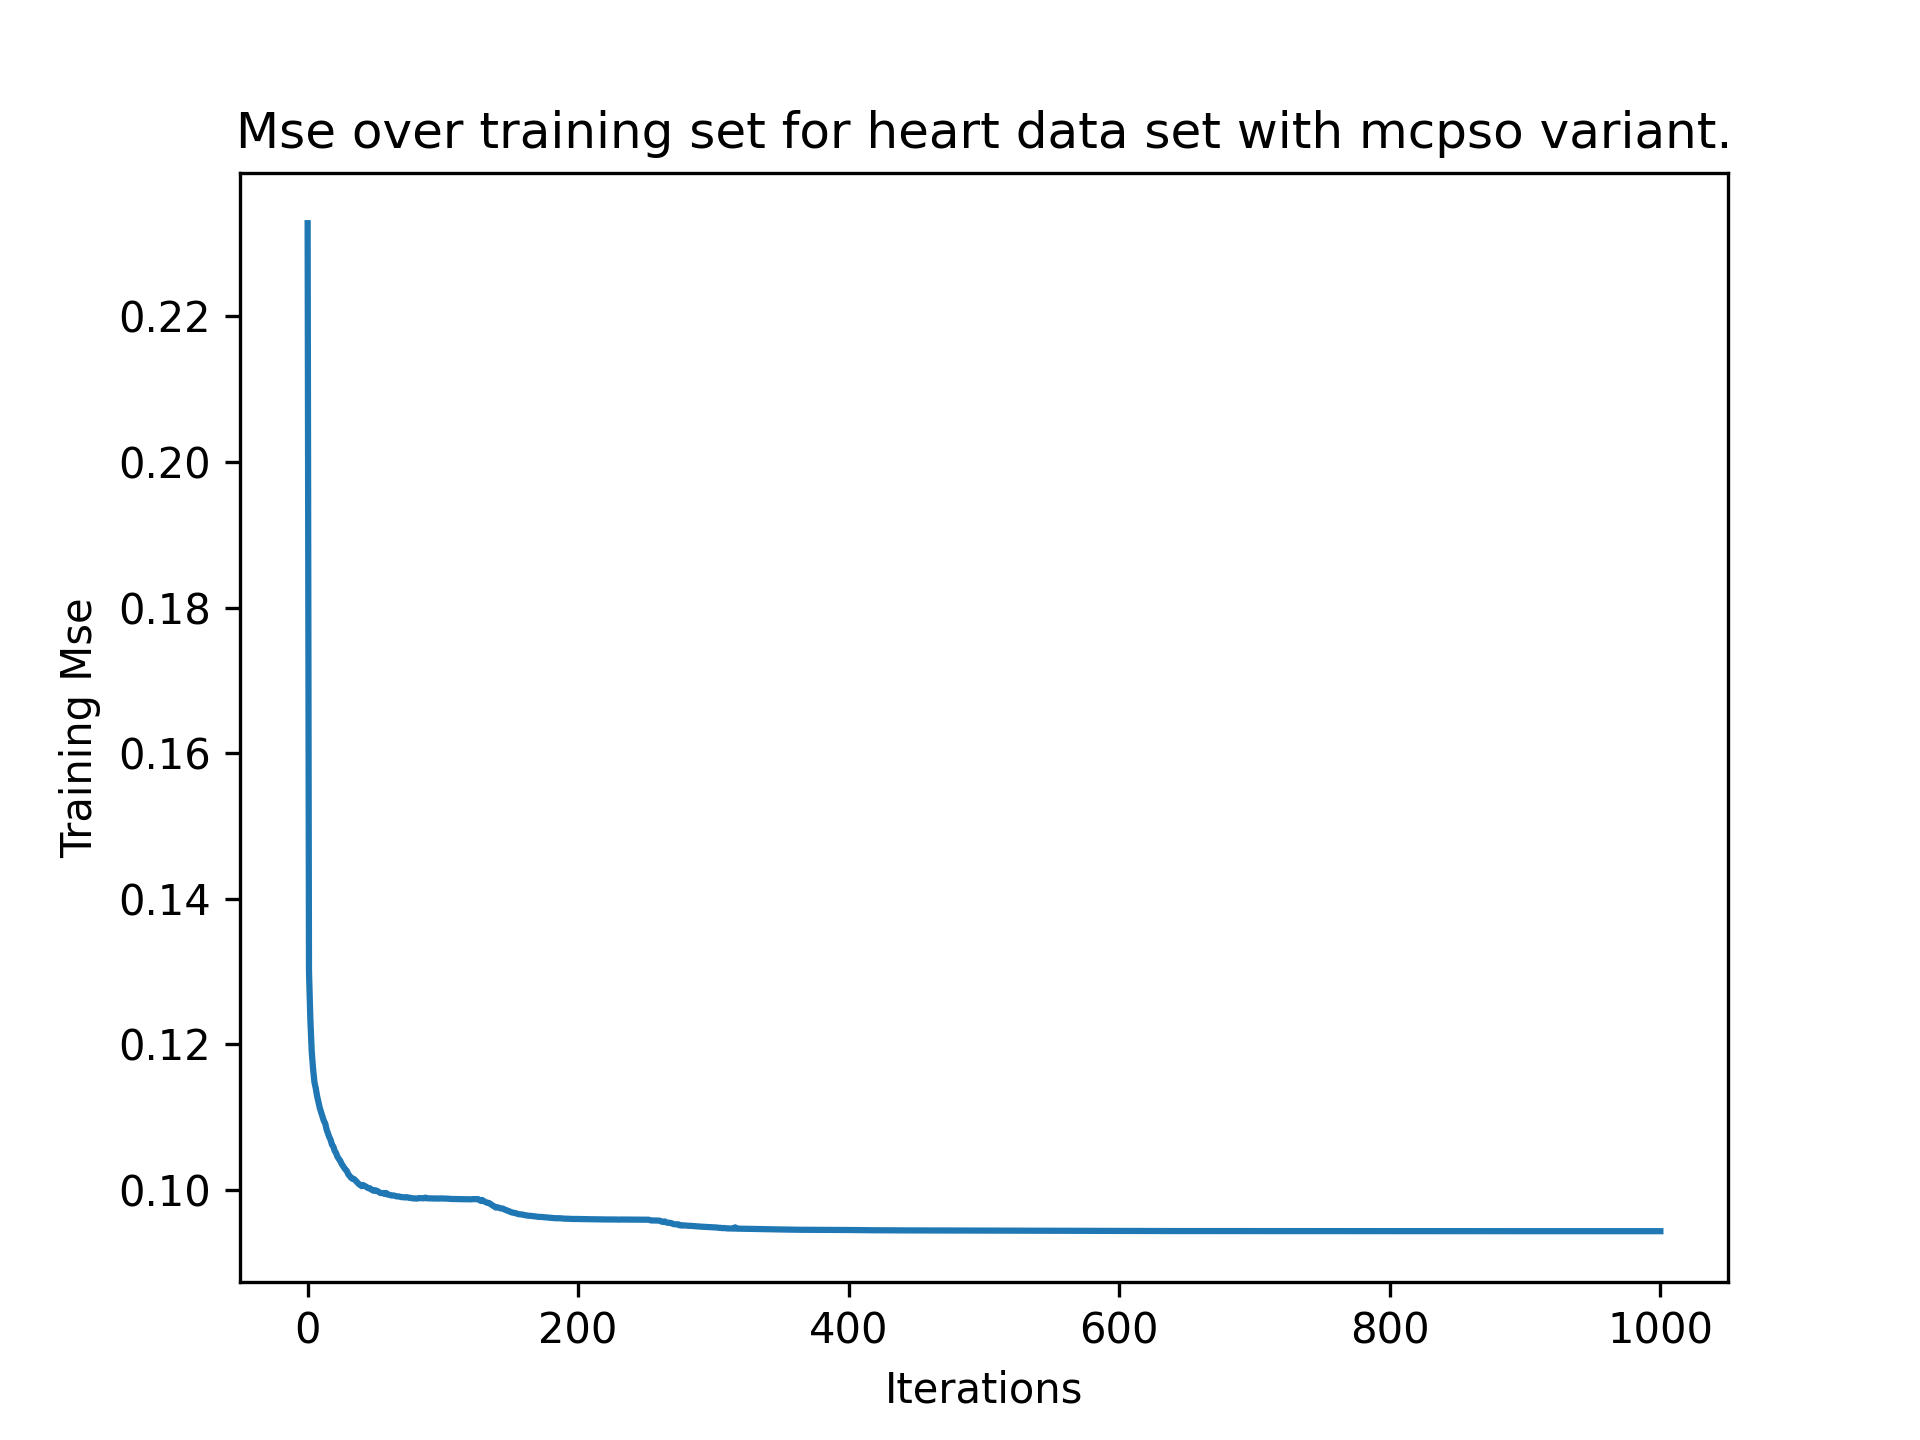 Mse over training set for heart data set with mcpso variant.
Training Mse
0.22
0.20
0.18
0.16
0.14
0.12
0.10
0 200 400 600 800 1000
Iterations